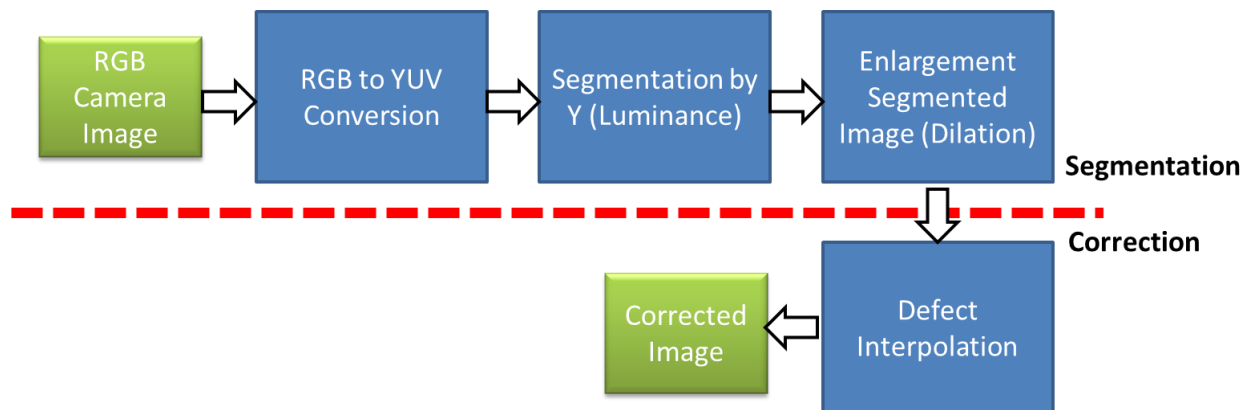 RGB
Camera
Image
RGB to YUV
Conversion
Segmentation by
Y (Luminance)
Enlargement
Segmented
Image (Dilation)
Segmentation
Correction
Defect
Interpolation
Corrected
Image